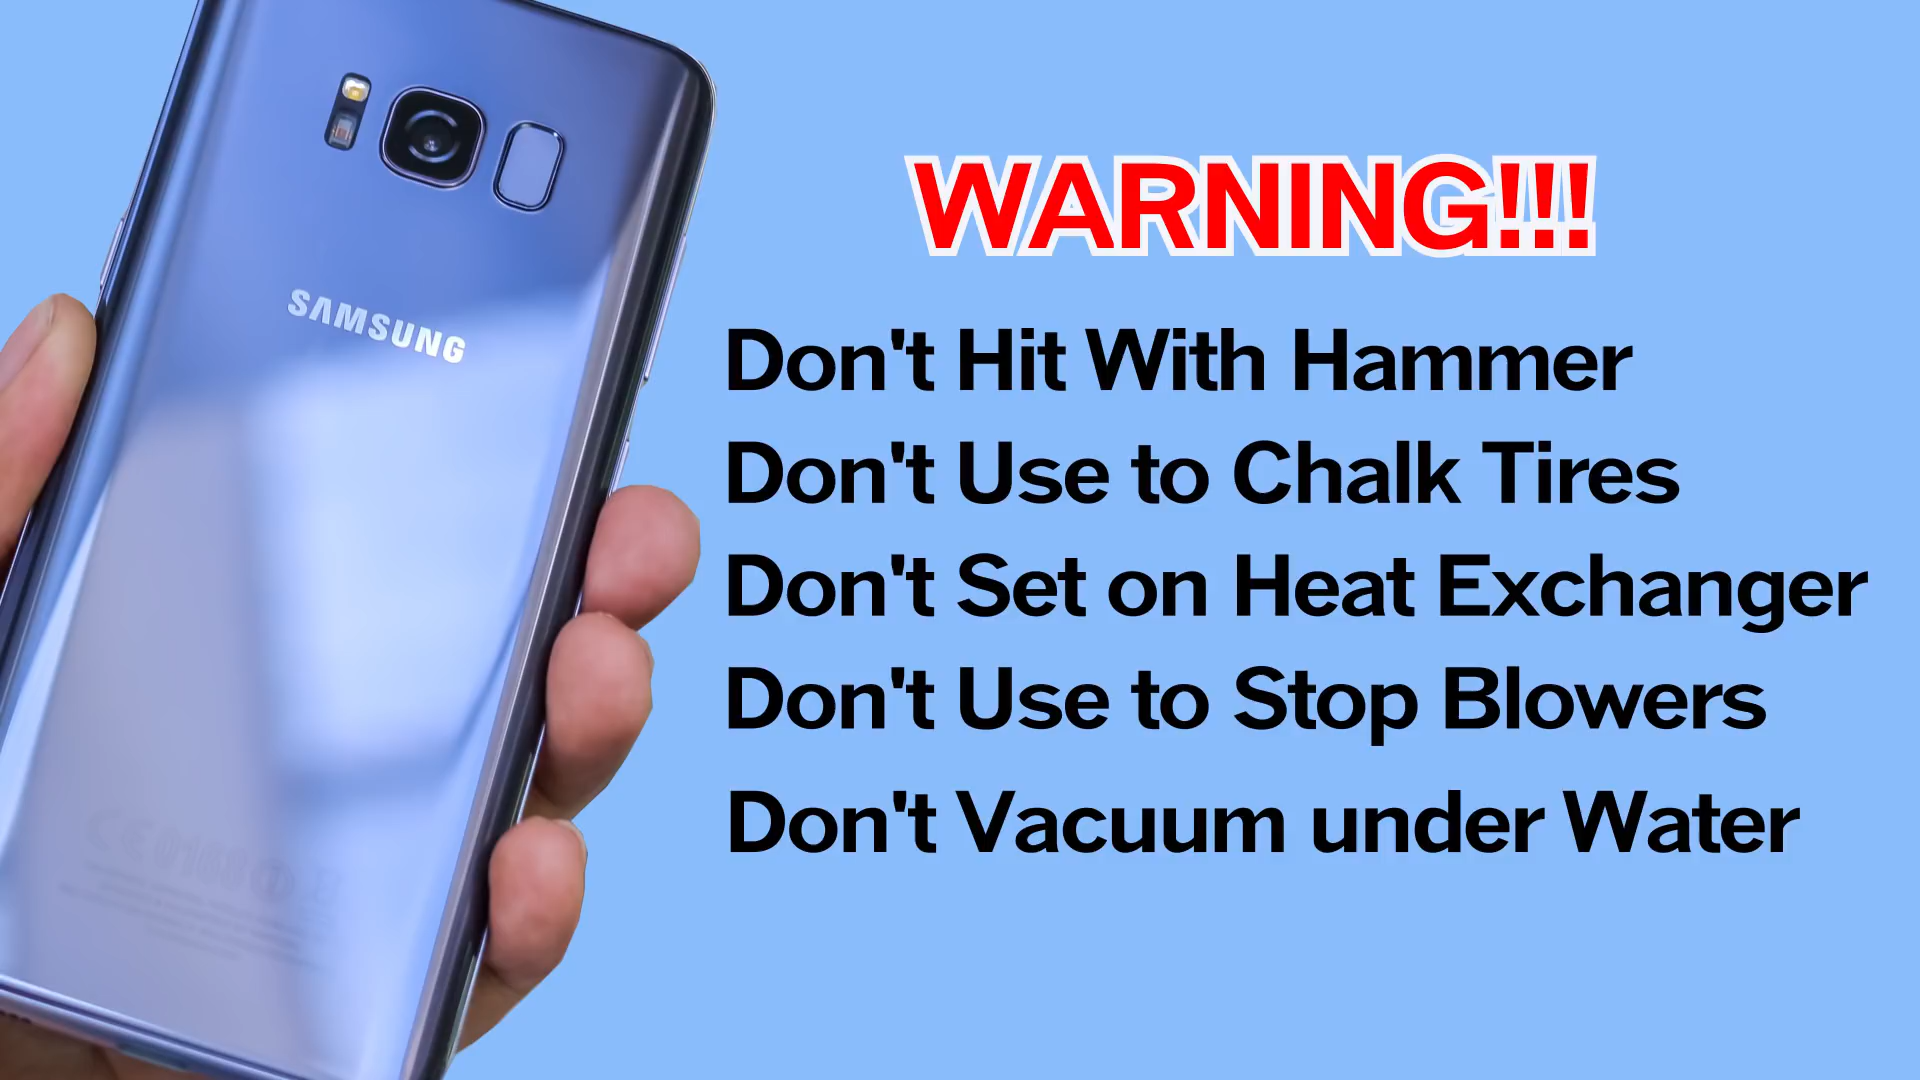 SAMSUNG
WARNING!!!
Don't Hit With Hammer
Don't Use to Chalk Tires
Don't Set on Heat Exchanger
Don't Use to Stop Blowers
Don't Vacuum under Water